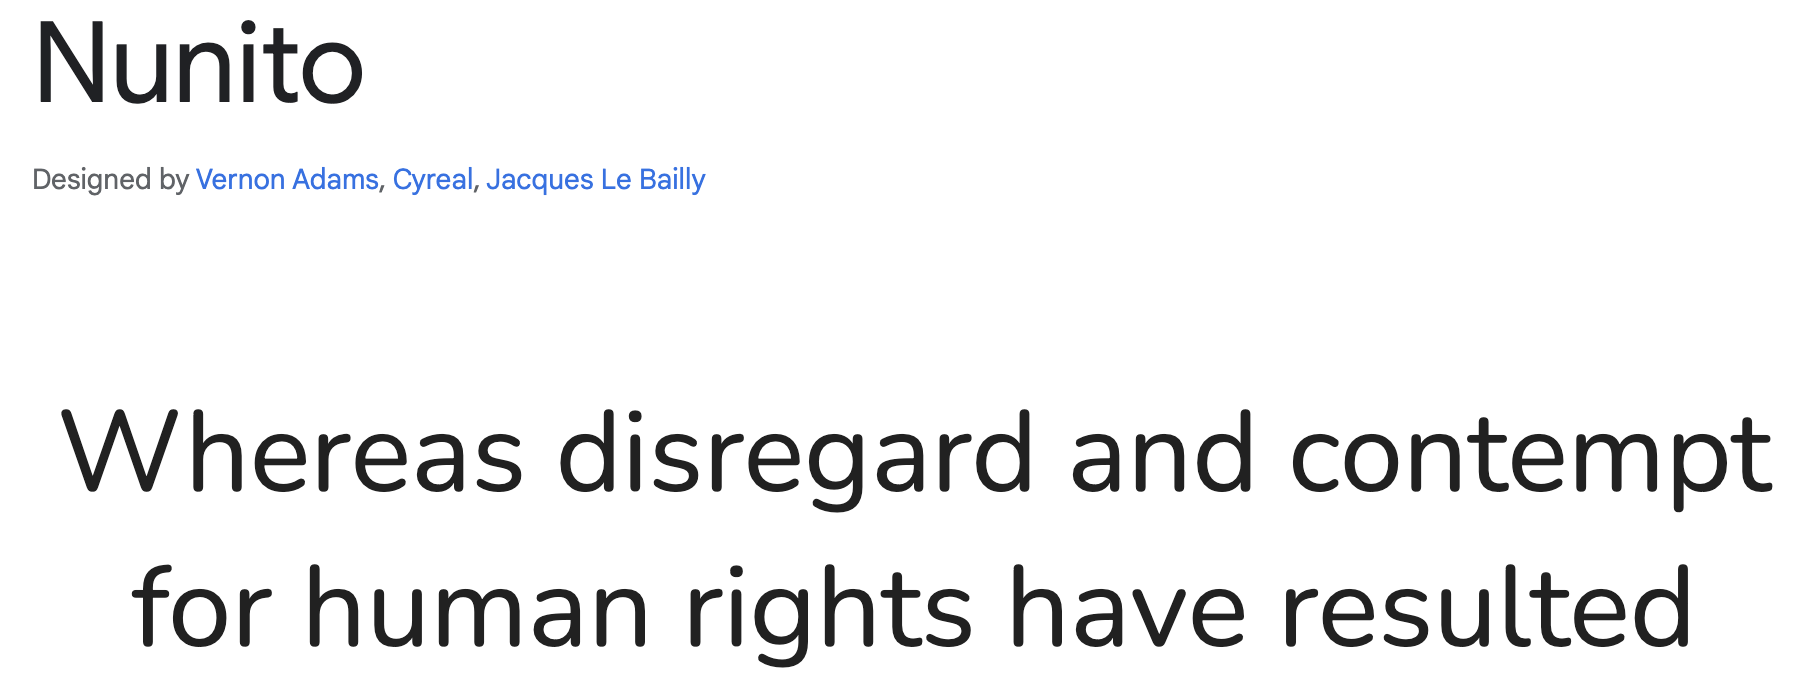 Nunito
Designed by Vernon Adams, Cyreal, Jacques Le Bailly
Whereas disregard and contempt
for human rights have resulted